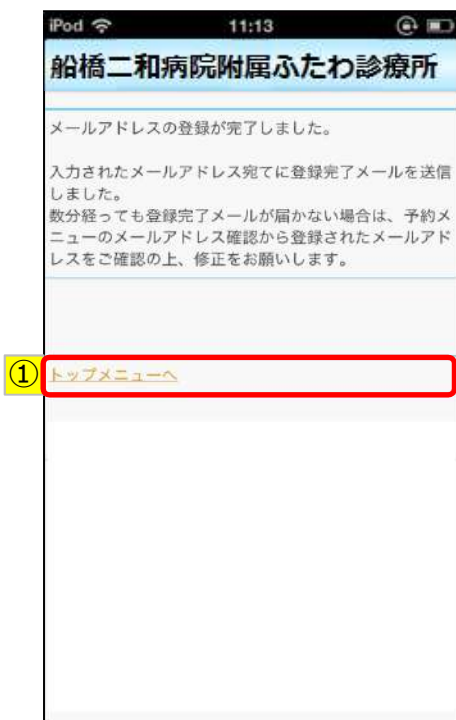 iPod 11:13
船橋二和病院附属ふたわ診療所
メールアドレスの登録が完了しました。
入力されたメールアドレス宛てに登録完了メールを送信
しました。
数分経っても登録完了メールが届かない場合は、予約メ
ニューのメールアドレス確認から登録されたメールアド
レスをご確認の上、修正をお願いします。
① トップメニューへ